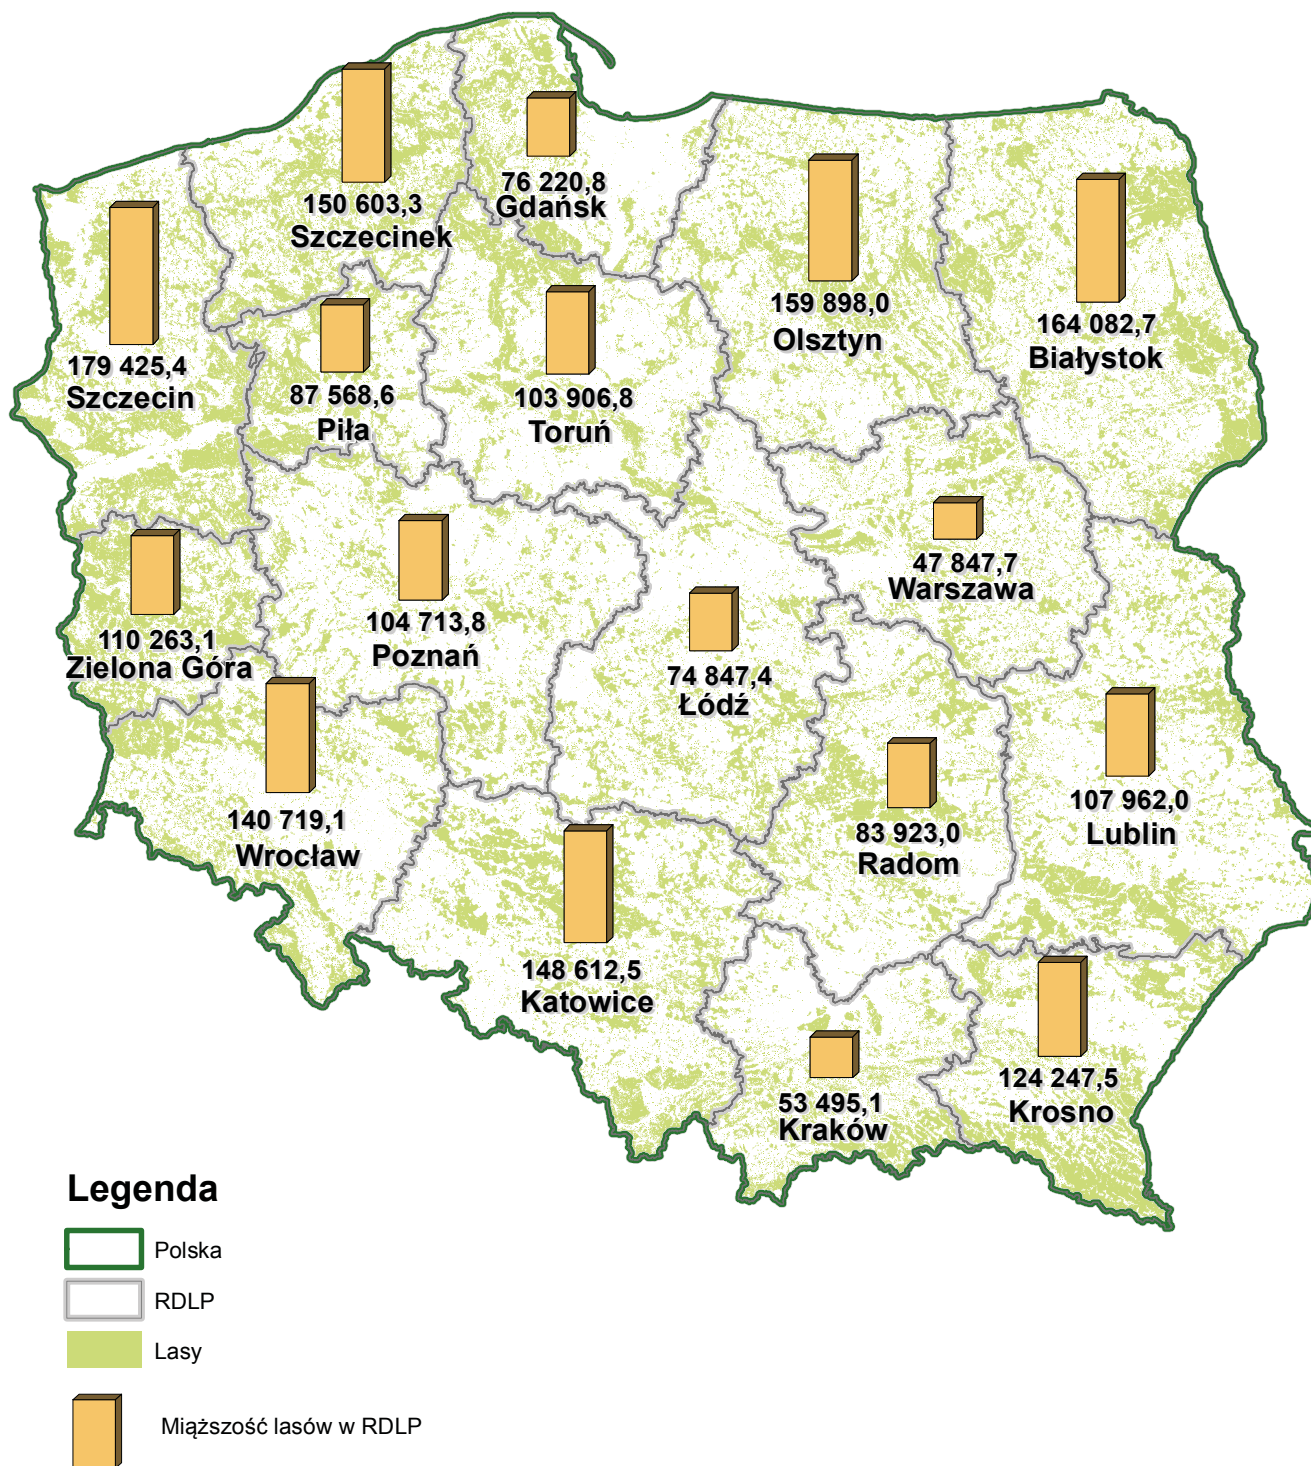 76 220,8
Gdańsk
150 603,3
Szczecinek
159 898,0
Olsztyn
164 082,7
Białystok
179 425,4
Szczecin
87 568,6
Piła
103 906,8
Toruń
47 847,7
Warszawa
110 263,1
Zielona Góra
104 713,8
Poznań
74 847,4
Łódź
140 719,1
Wrocław
83 923,0
Radom
107 962,0
Lublin
148 612,5
Katowice
53 495,1
Kraków
124 247,5
Krosno
Legenda
Polska
RDLP
Lasy
Miąższość lasów w RDLP